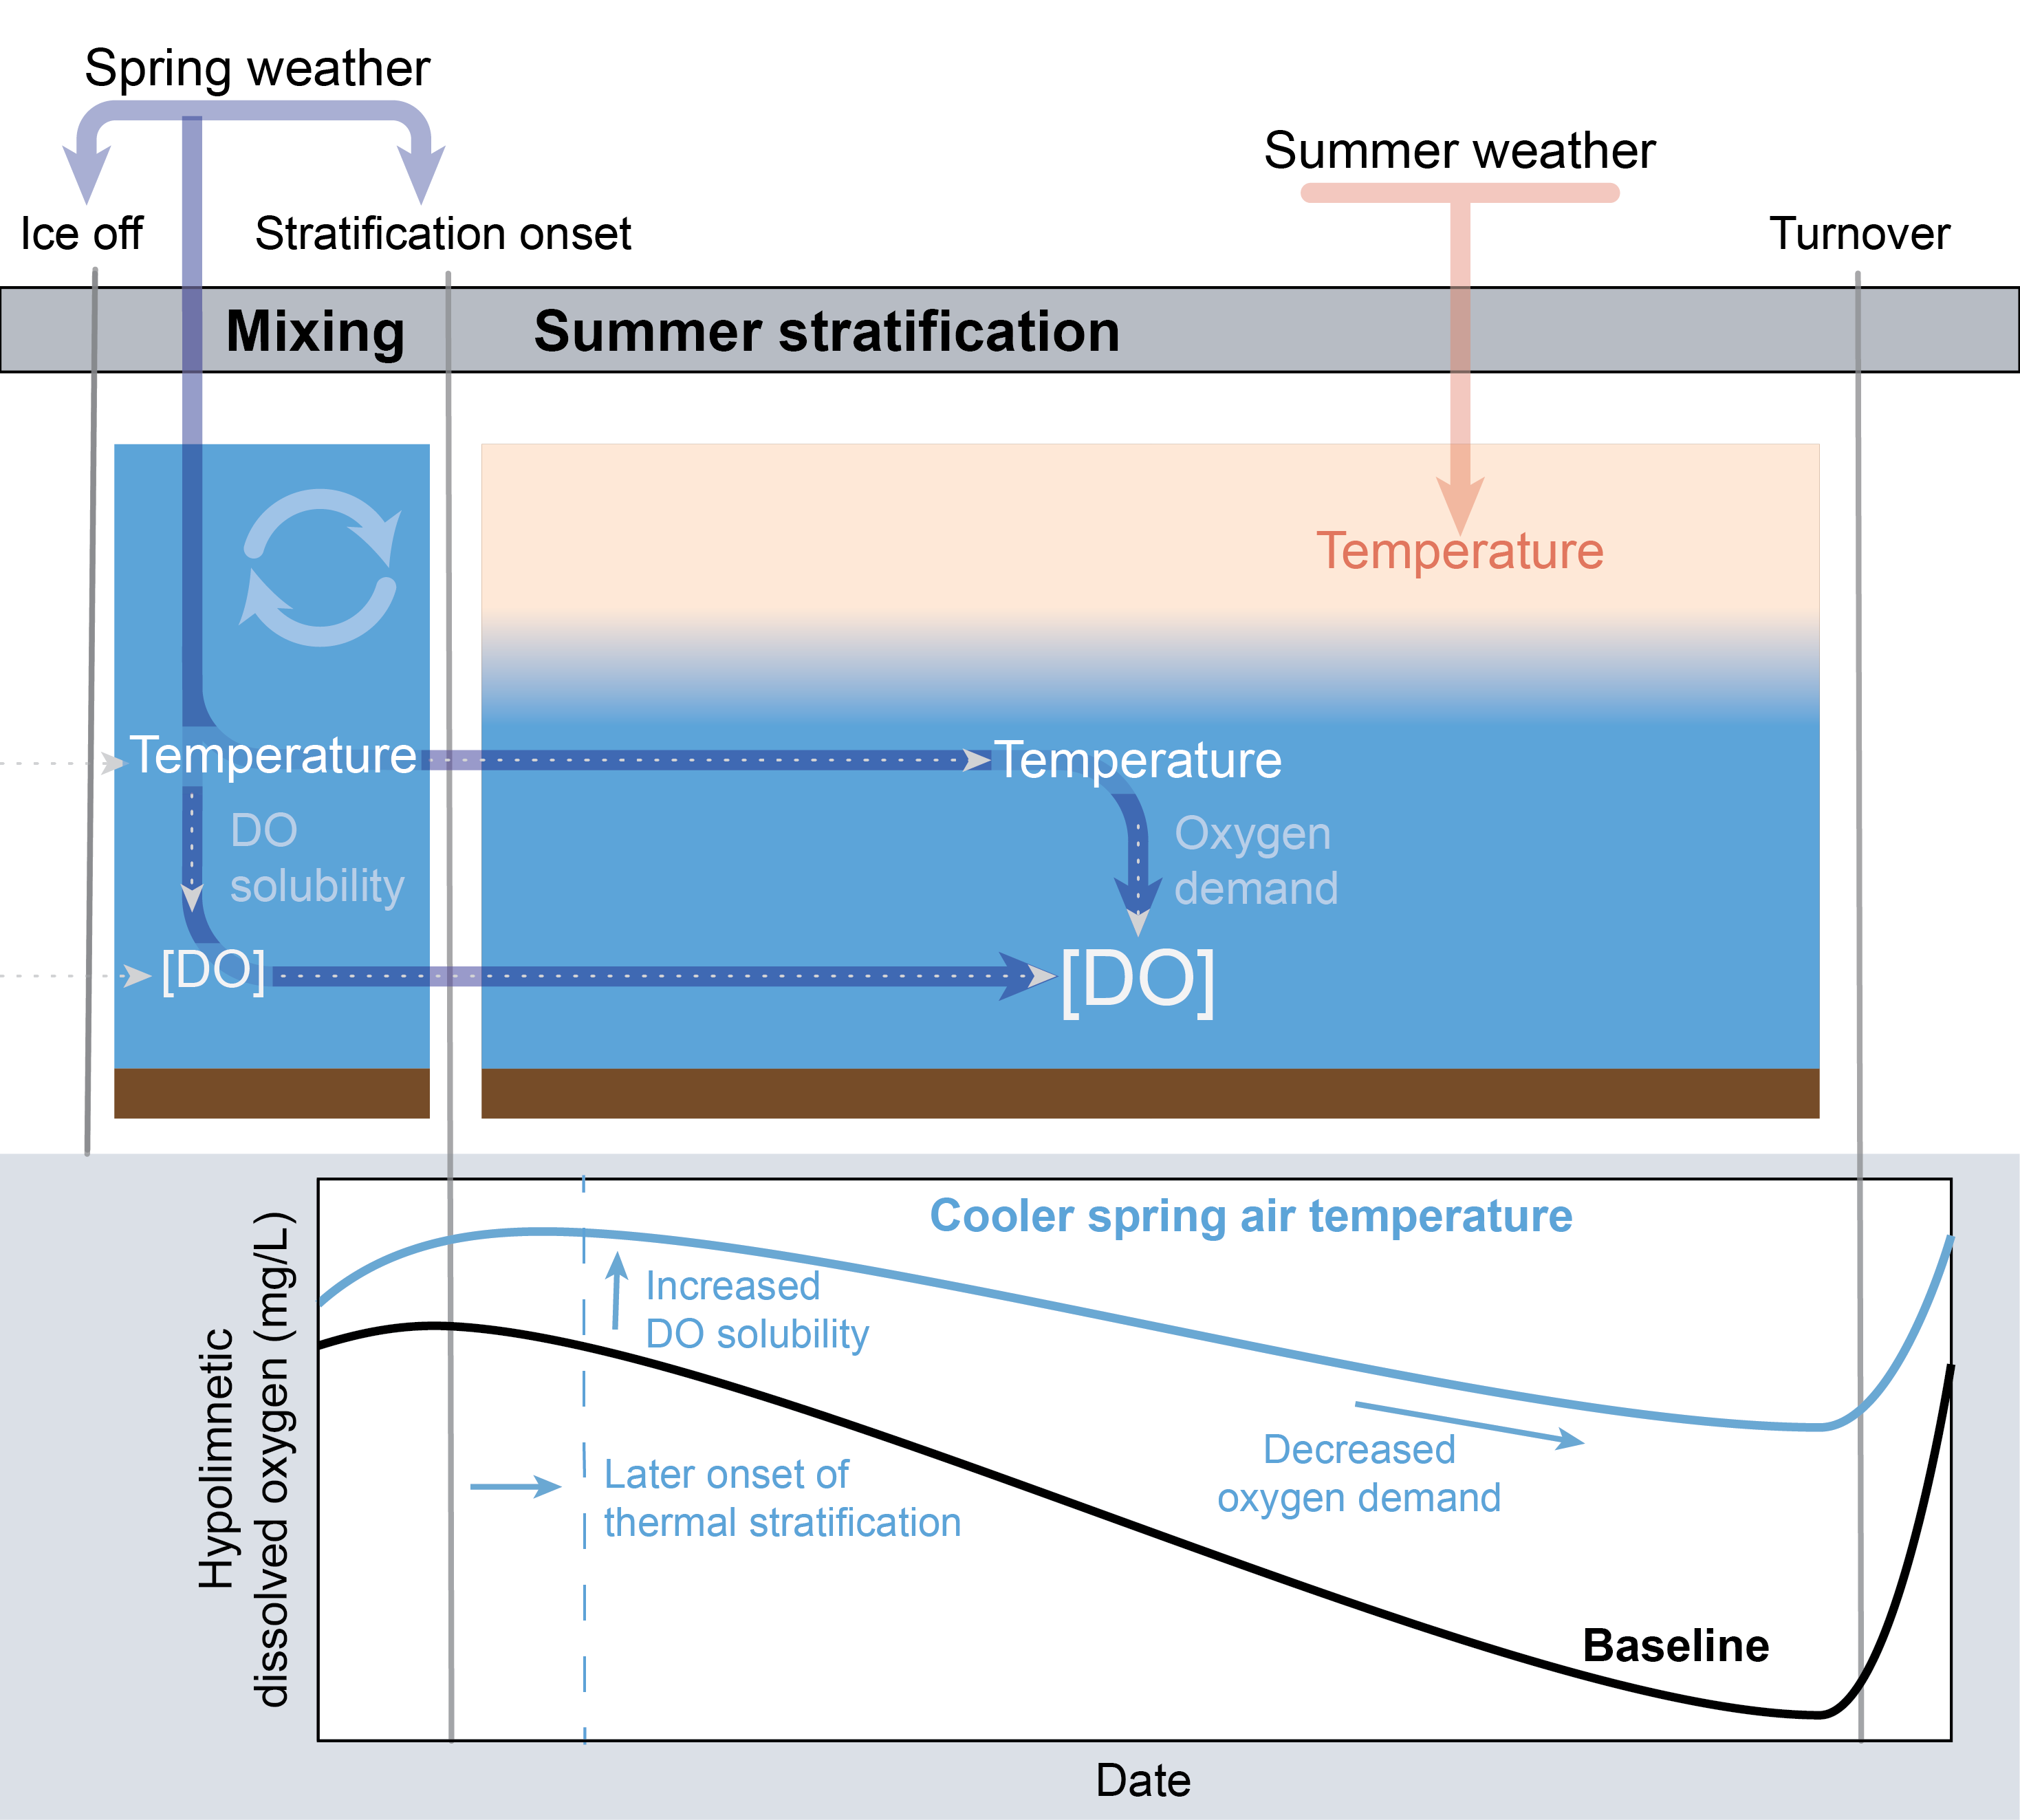 Spring weather
Summer weather
Ice off
Stratification onset
Turnover
Mixing
Summer stratification
Temperature
Temperature
Temperature
DO
solubility
Oxygen
demand
[DO]
[DO]
Cooler spring air temperature
Increased
DO solubility
Decreased
oxygen demand
Later onset of
thermal stratification
Baseline
Hypolimnetic
dissolved oxygen (mg/L)
Date